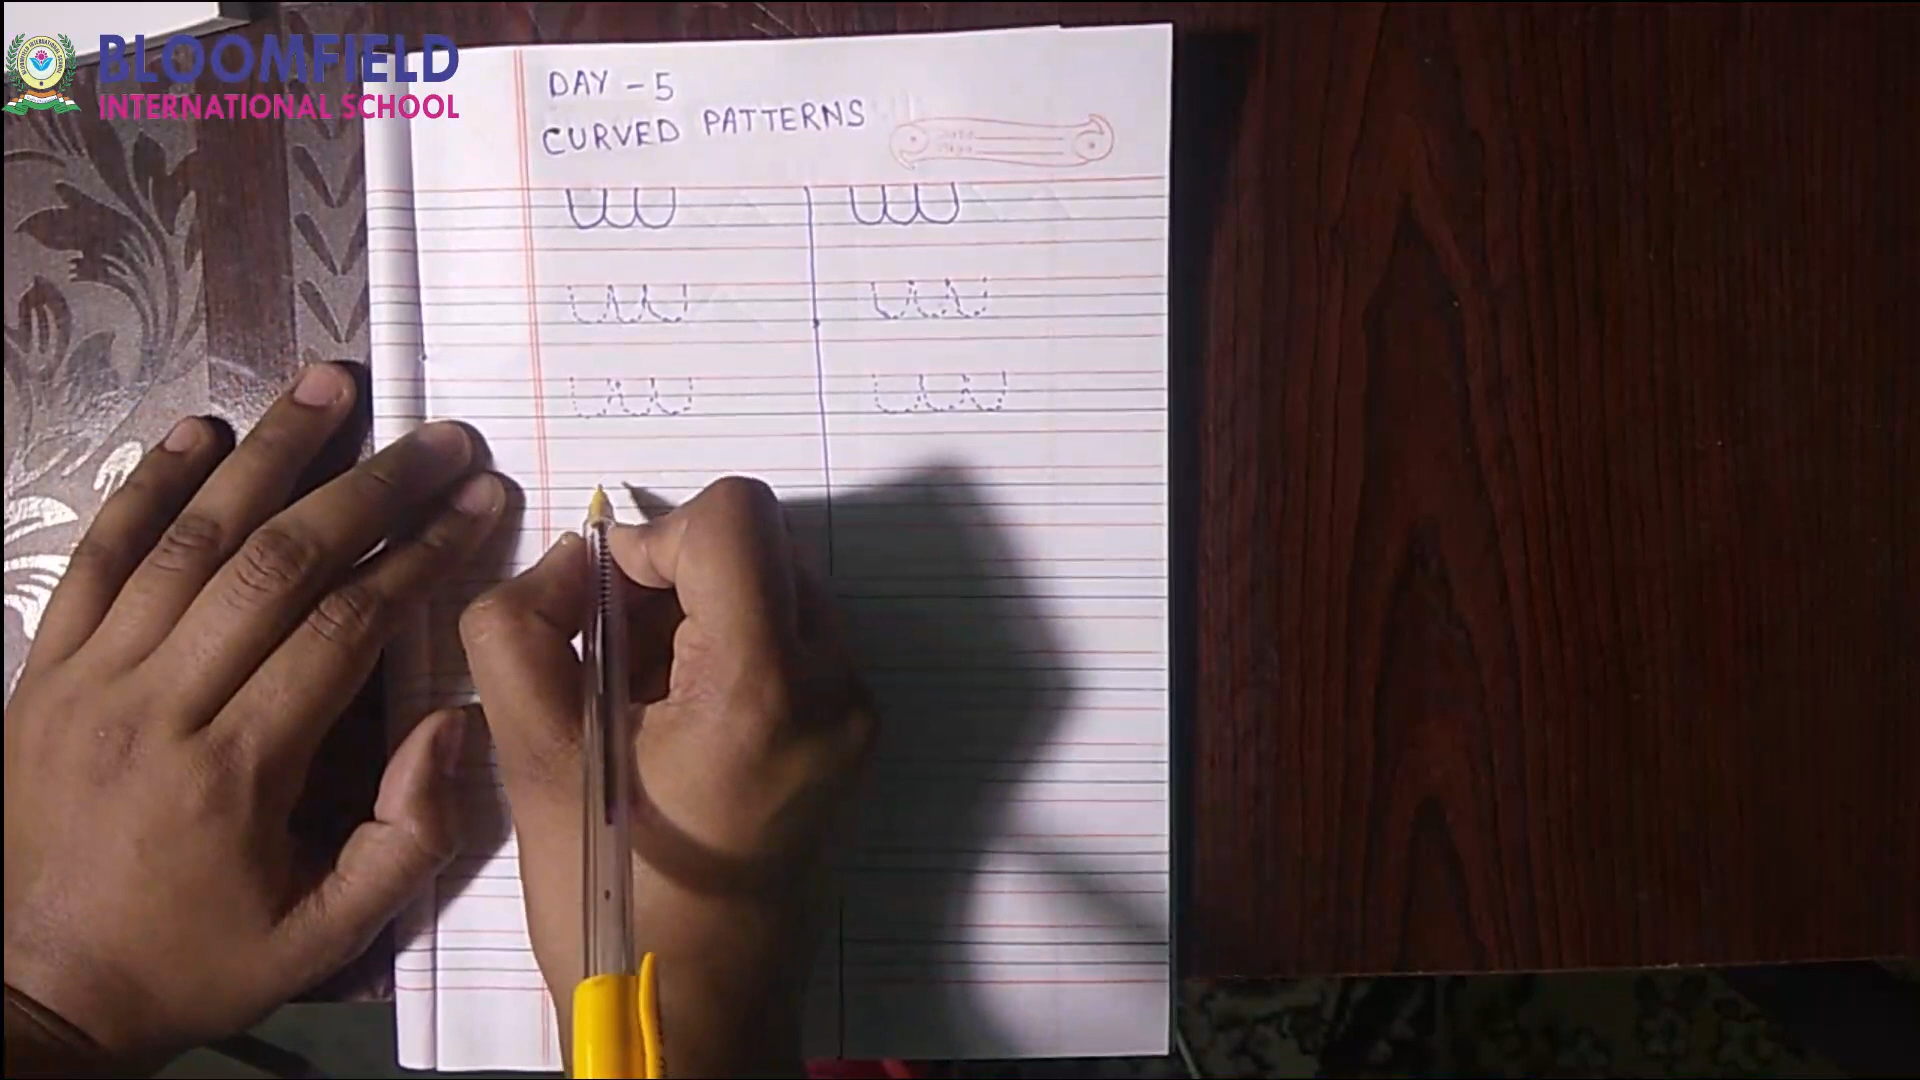 BLOOMFIELD
INTERNATIONAL SCHOOL
DAY - 5
CURVED PATTERNS